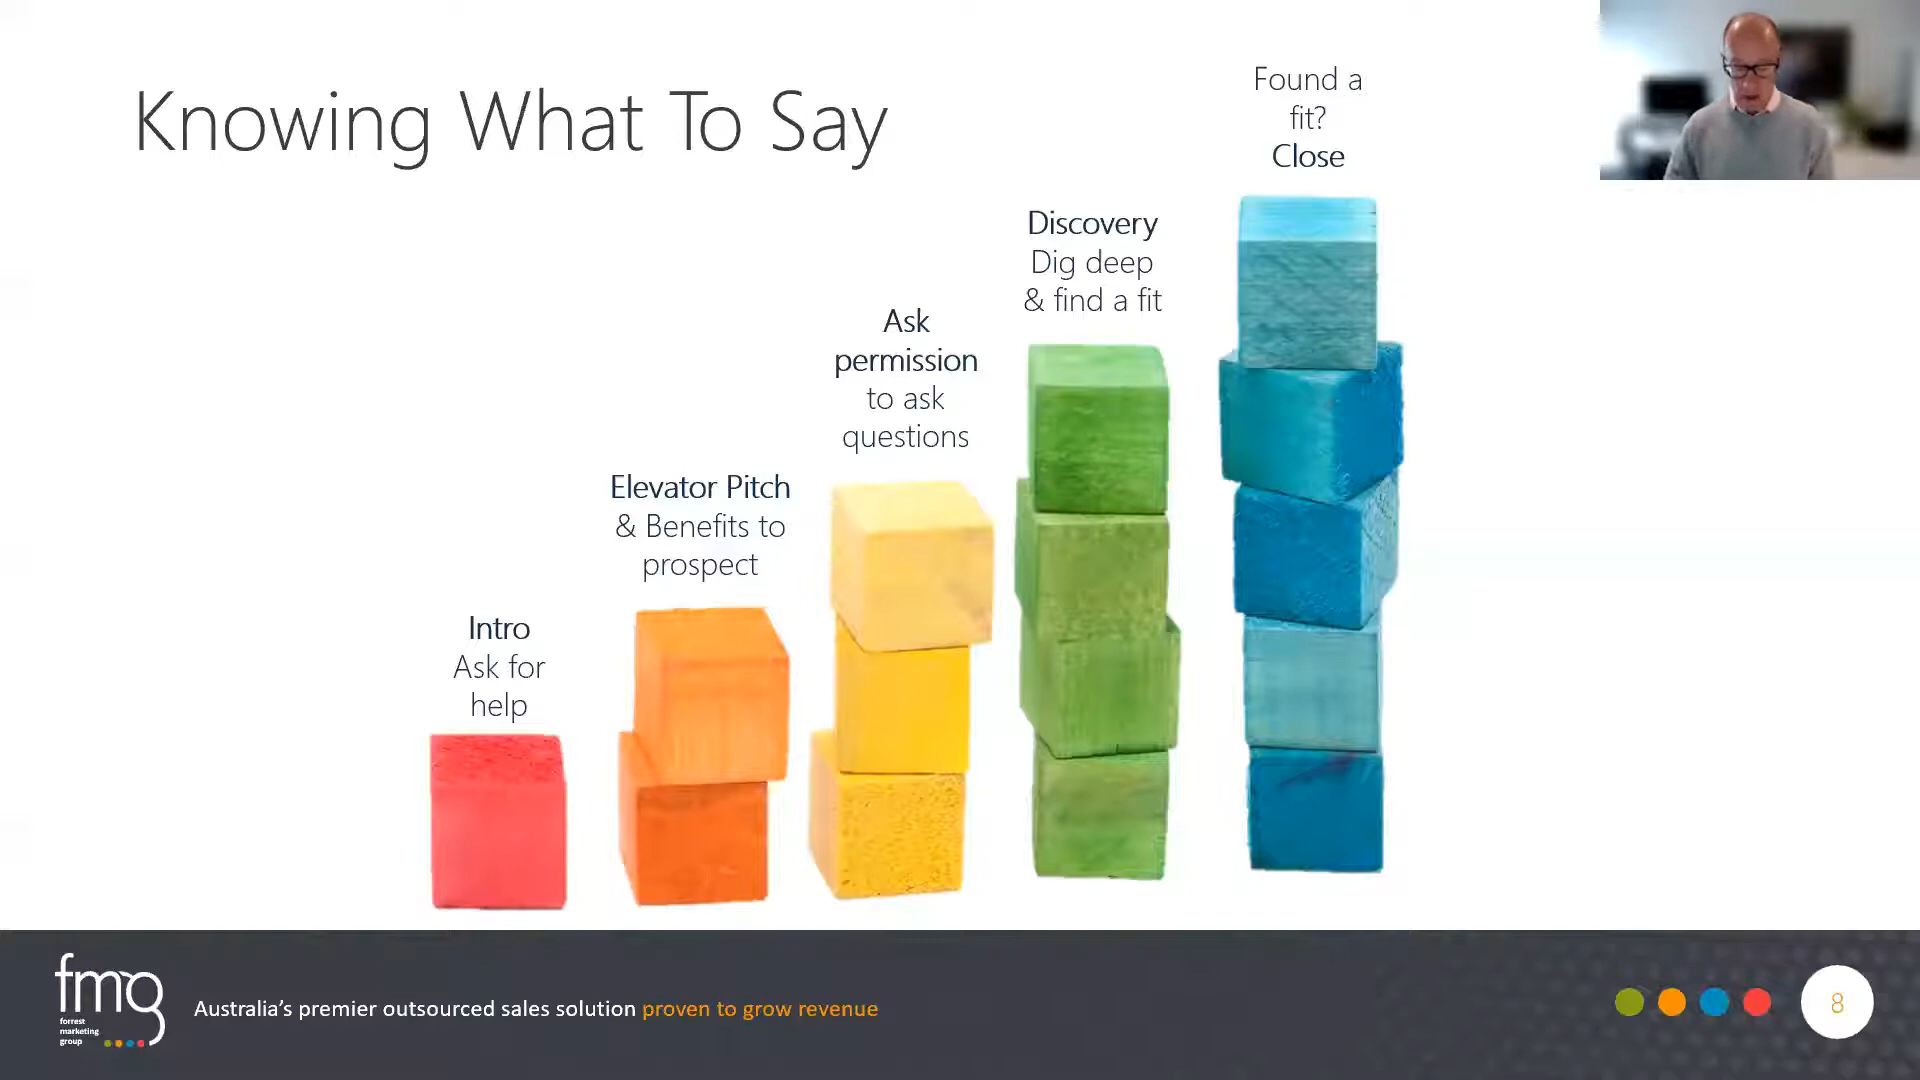 Knowing What To Say
Intro
Ask for
help
Elevator Pitch
& Benefits to
prospect
Ask
permission
to ask
questions
Discovery
Dig deep
& find a fit
Found a
fit?
Close
fmg
forrest
marketing
group
Australia's premier outsourced sales solution proven to grow revenue
8